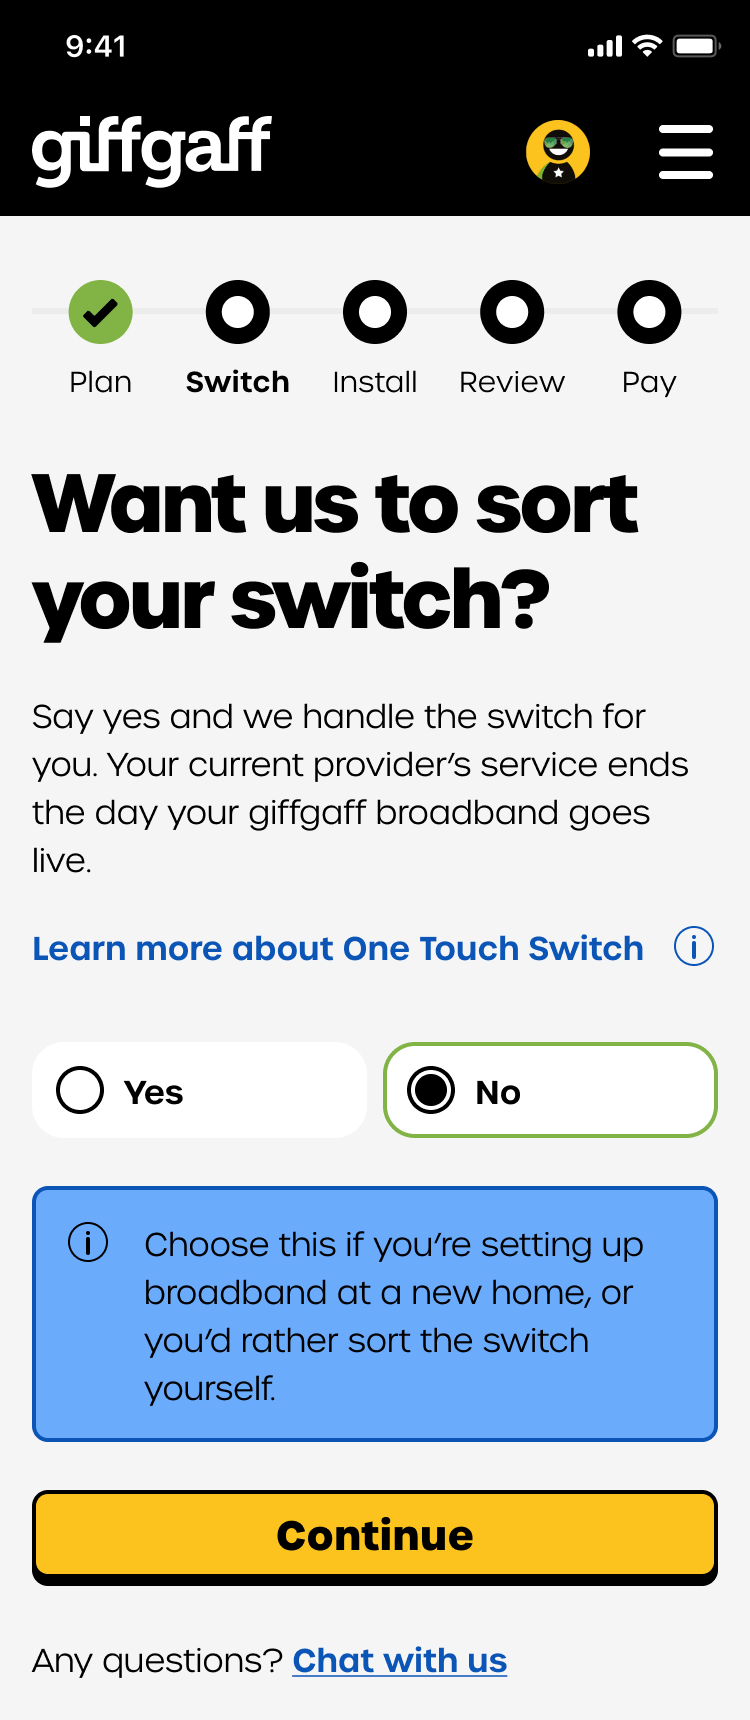 9:41
giffgaff
Plan Switch Install Review Pay
Want us to sort
your switch?
Say yes and we handle the switch for
you. Your current provider’s service ends
the day your giffgaff broadband goes
live.
Learn more about One Touch Switch
Yes No
Choose this if you’re setting up
broadband at a new home, or
you’d rather sort the switch
yourself.
Continue
Any questions? Chat with us